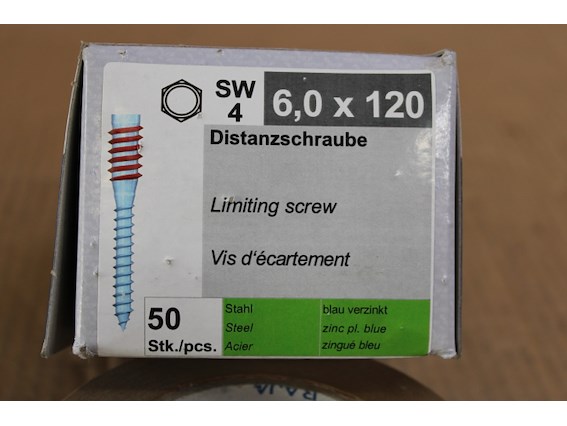 SW
4
6,0 x 120
Distanzschraube
Limiting screw
Vis d'écartement
50
Stk./pcs.
Stahl blau verzinkt
Steel zinc pl. blue
Acier zingué bleu